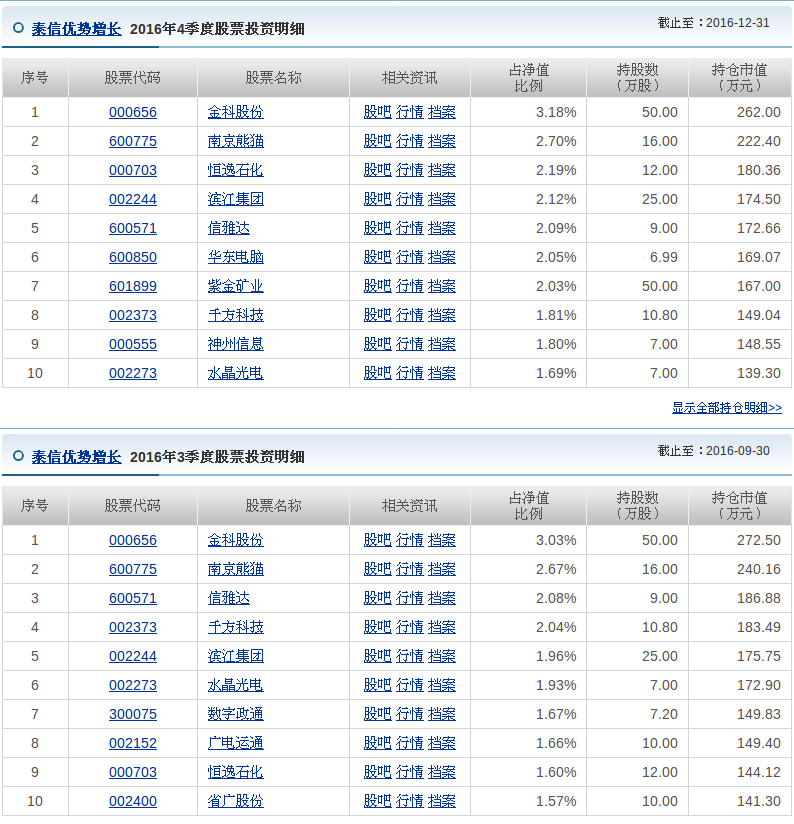 泰信优势增长 2016年4季度股票投资明细 截止至：2016-12-31
序号 股票代码 股票名称 相关资讯 占净值比例 持股数（万股） 持仓市值（万元）
1 000656 金科股份 股吧 行情 档案 3.18% 50.00 262.00
2 600775 南京熊猫 股吧 行情 档案 2.70% 16.00 222.40
3 000703 恒逸石化 股吧 行情 档案 2.19% 12.00 180.36
4 002244 滨江集团 股吧 行情 档案 2.12% 25.00 174.50
5 600571 信雅达 股吧 行情 档案 2.09% 9.00 172.66
6 600850 华东电脑 股吧 行情 档案 2.05% 6.99 169.07
7 601899 紫金矿业 股吧 行情 档案 2.03% 50.00 167.00
8 002373 千方科技 股吧 行情 档案 1.81% 10.80 149.04
9 000555 神州信息 股吧 行情 档案 1.80% 7.00 148.55
10 002273 水晶光电 股吧 行情 档案 1.69% 7.00 139.30
显示全部持仓明细>>
泰信优势增长 2016年3季度股票投资明细 截止至：2016-09-30
序号 股票代码 股票名称 相关资讯 占净值比例 持股数（万股） 持仓市值（万元）
1 000656 金科股份 股吧 行情 档案 3.03% 50.00 272.50
2 600775 南京熊猫 股吧 行情 档案 2.67% 16.00 240.16
3 600571 信雅达 股吧 行情 档案 2.08% 9.00 186.88
4 002373 千方科技 股吧 行情 档案 2.04% 10.80 183.49
5 002244 滨江集团 股吧 行情 档案 1.96% 25.00 175.75
6 002273 水晶光电 股吧 行情 档案 1.93% 7.00 172.90
7 300075 数字政通 股吧 行情 档案 1.67% 7.20 149.83
8 002152 广电运通 股吧 行情 档案 1.66% 10.00 149.40
9 000703 恒逸石化 股吧 行情 档案 1.60% 12.00 144.12
10 002400 省广股份 股吧 行情 档案 1.57% 10.00 141.30